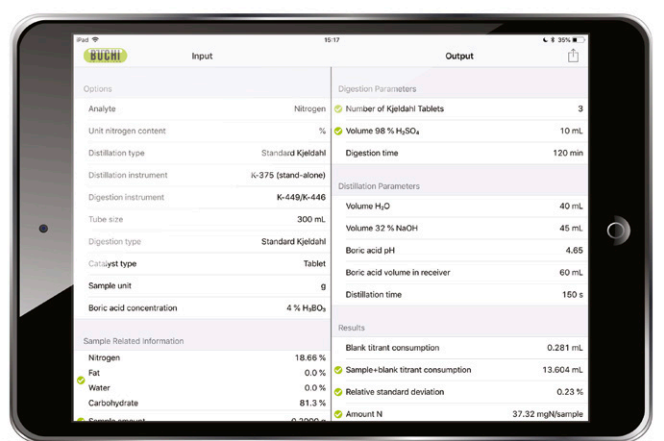 iPad 15:17 35%
BUCHI Input Output
Options
Analyte Nitrogen
Unit nitrogen content %
Distillation type Standard Kjeldahl
Distillation instrument K-375 (stand-alone)
Digestion instrument K-449/K-446
Tube size 300 mL
Digestion type Standard Kjeldahl
Catalyst type Tablet
Sample unit g
Boric acid concentration 4 % H₃BO₃
Sample Related Information
Nitrogen 18.66 %
Fat 0.0 %
Water 0.0 %
Carbohydrate 81.3 %
Sample amount 0.2000 g
Digestion Parameters
Number of Kjeldahl Tablets 3
Volume 98 % H₂SO₄ 10 mL
Digestion time 120 min
Distillation Parameters
Volume H₂O 40 mL
Volume 32 % NaOH 45 mL
Boric acid pH 4.65
Boric acid volume in receiver 60 mL
Distillation time 150 s
Results
Blank titrant consumption 0.281 mL
Sample+blank titrant consumption 13.604 mL
Relative standard deviation 0.23 %
Amount N 37.32 mgN/sample